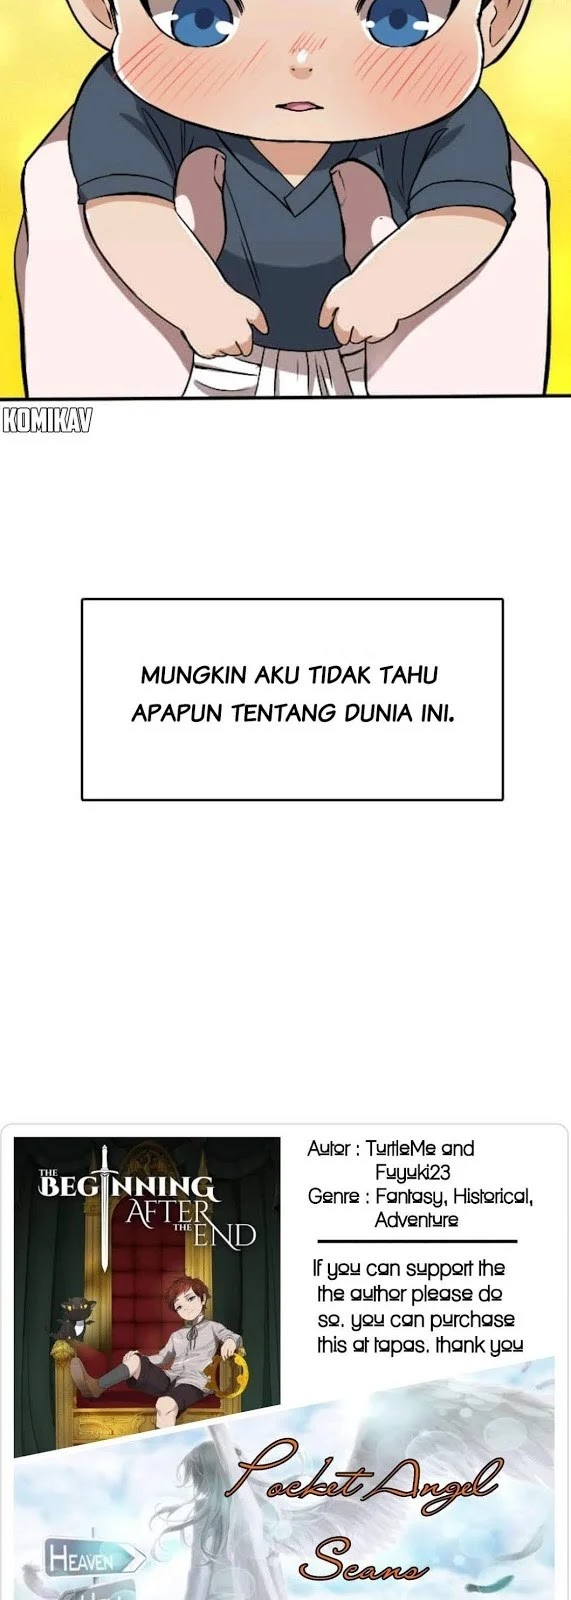 KOMIKAV
MUNGKIN AKU TIDAK TAHU
APAPUN TENTANG DUNIA INI.
THE
BEGINNING
AFTER
THE
END
Autor : TurtleMe and
Fuyuki23
Genre : Fantasy, Historical,
Adventure
If you can support the
the author please do
so. you can purchase
this at tapas. thank you
Pocket Angel
Scans
HEAVEN